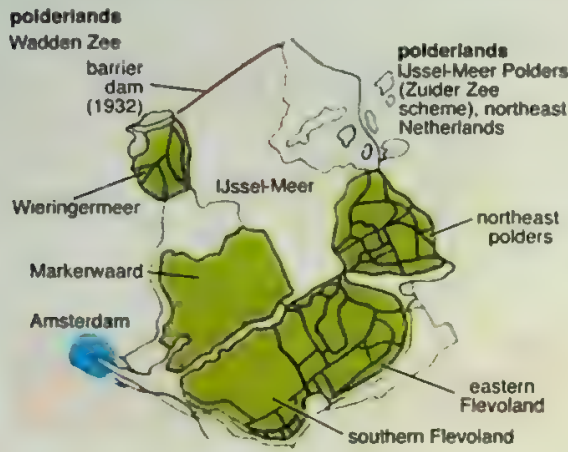 polderlands
Wadden Zee
barrier
dam
(1932)
polderlands
IJssel-Meer Polders
(Zuider Zee
scheme), northeast
Netherlands
IJssel-Meer
Wieringermeer
northeast
polders
Markerwaard
Amsterdam
eastern
Flevoland
southern Flevoland